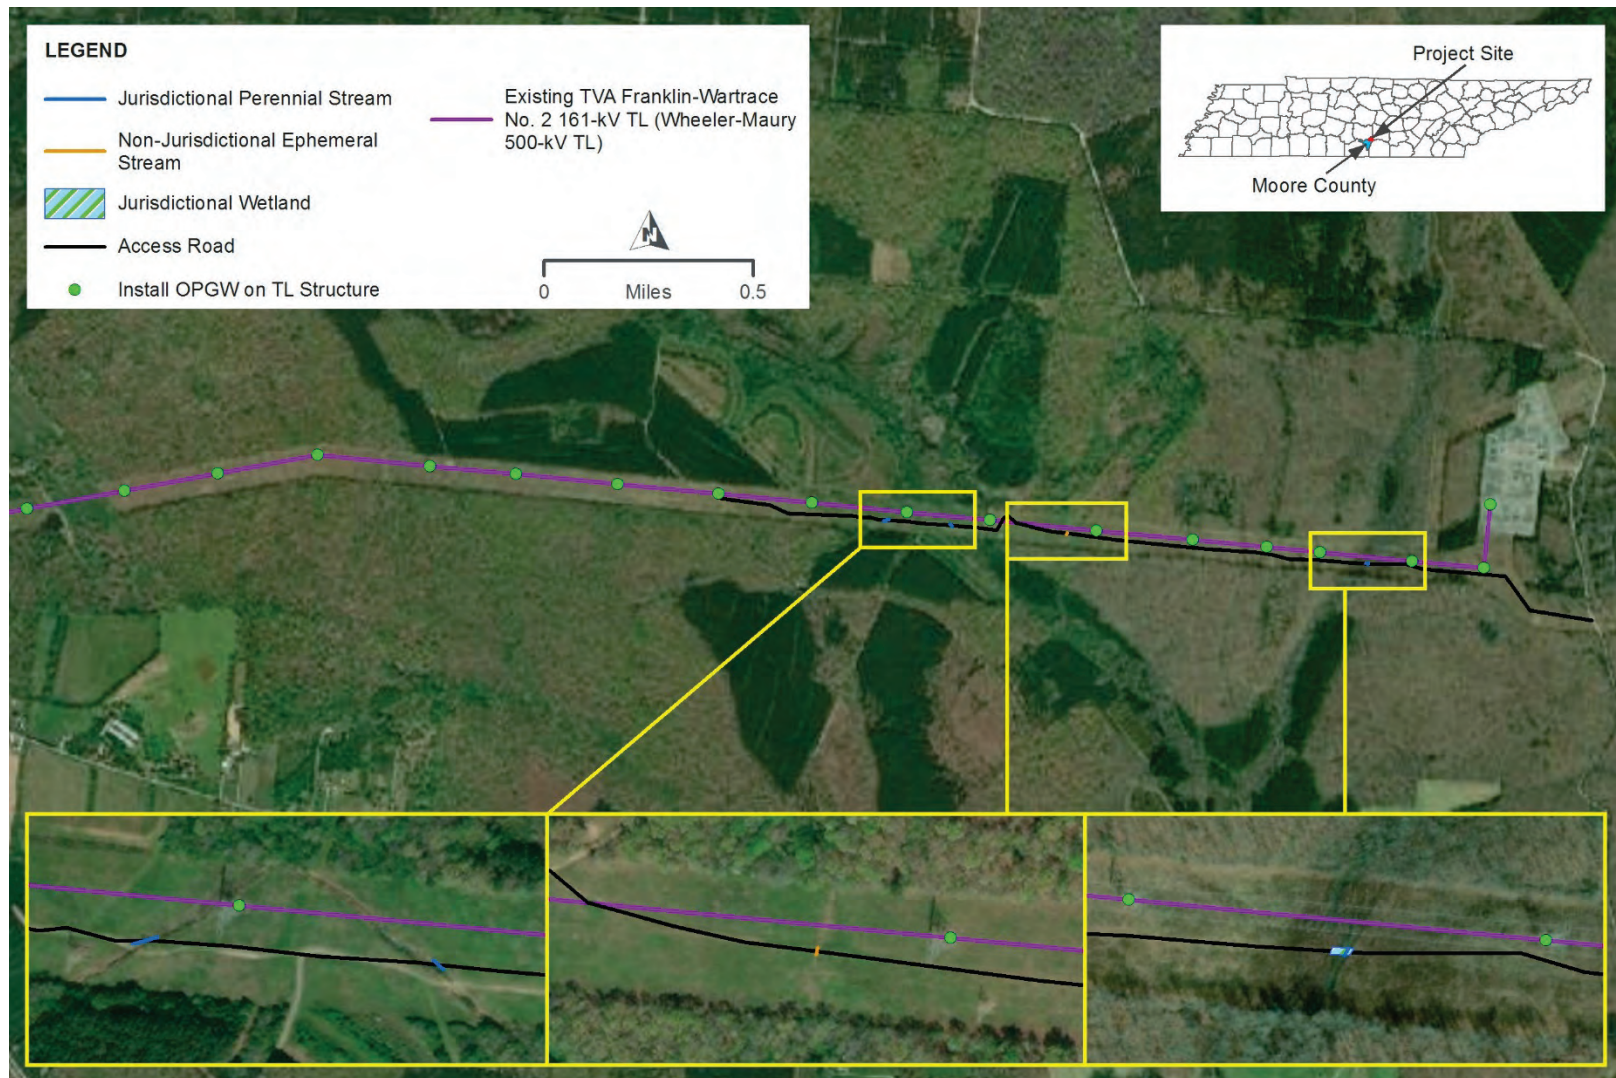 LEGEND
Jurisdictional Perennial Stream
Non-Jurisdictional Ephemeral
Stream
Jurisdictional Wetland
Access Road
Install OPGW on TL Structure
Existing TVA Franklin-Wartrace
No. 2 161-kV TL (Wheeler-Maury
500-kV TL)
N
0 Miles 0.5
Project Site
Moore County